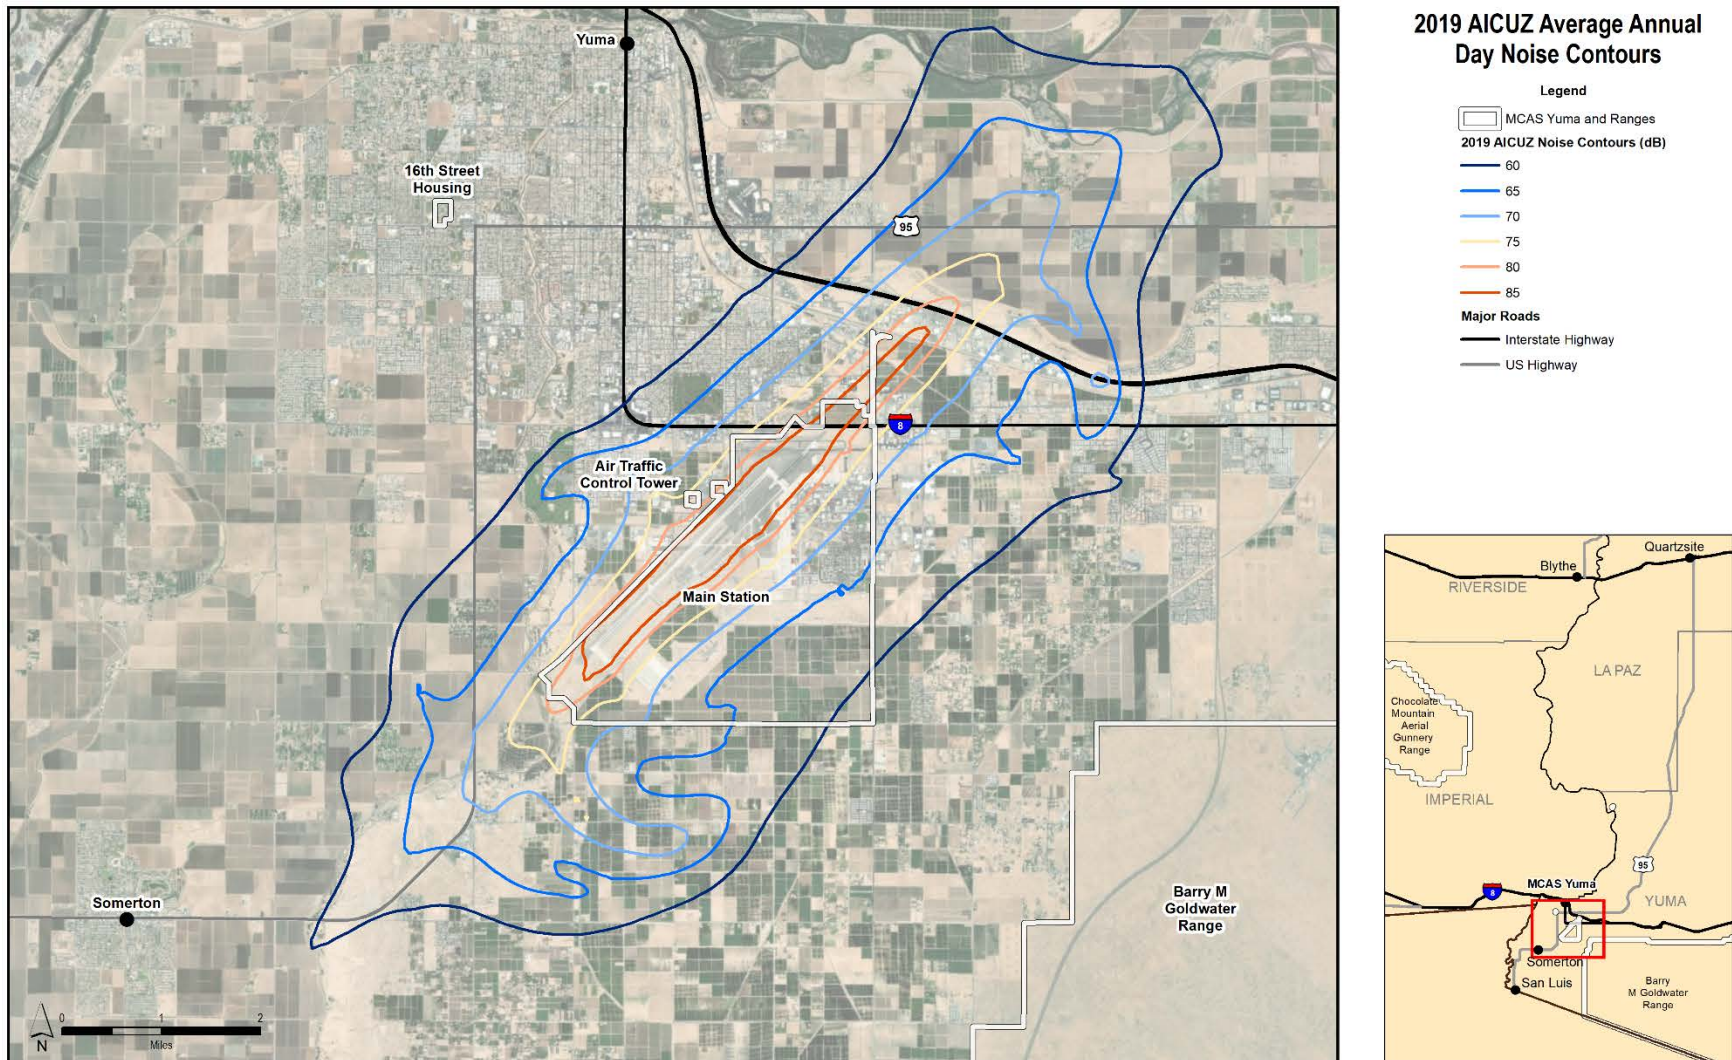 2019 AICUZ Average Annual
Day Noise Contours
Legend
MCAS Yuma and Ranges
2019 AICUZ Noise Contours (dB)
60
65
70
75
80
85
Major Roads
Interstate Highway
US Highway
Yuma
16th Street
Housing
95
8
Air Traffic
Control Tower
Main Station
Barry M
Goldwater
Range
Somerton
0
1
2
Miles
N
Quartzsite
Blythe
RIVERSIDE
LA PAZ
Chocolate
Mountain
Aerial
Gunnery
Range
IMPERIAL
95
MCAS Yuma
8
YUMA
Somerton
San Luis
Barry
M Goldwater
Range